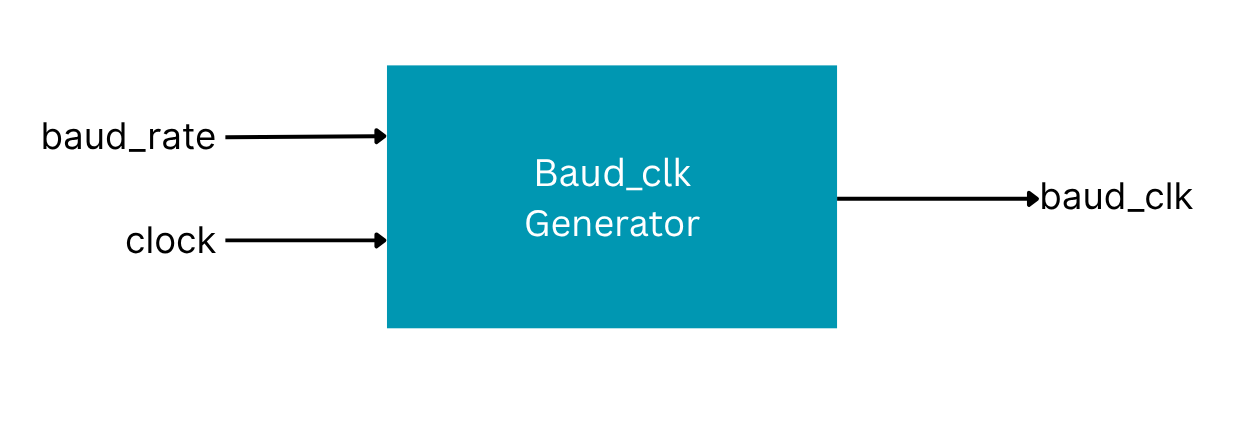 baud_rate
clock
Baud_clk
Generator
baud_clk